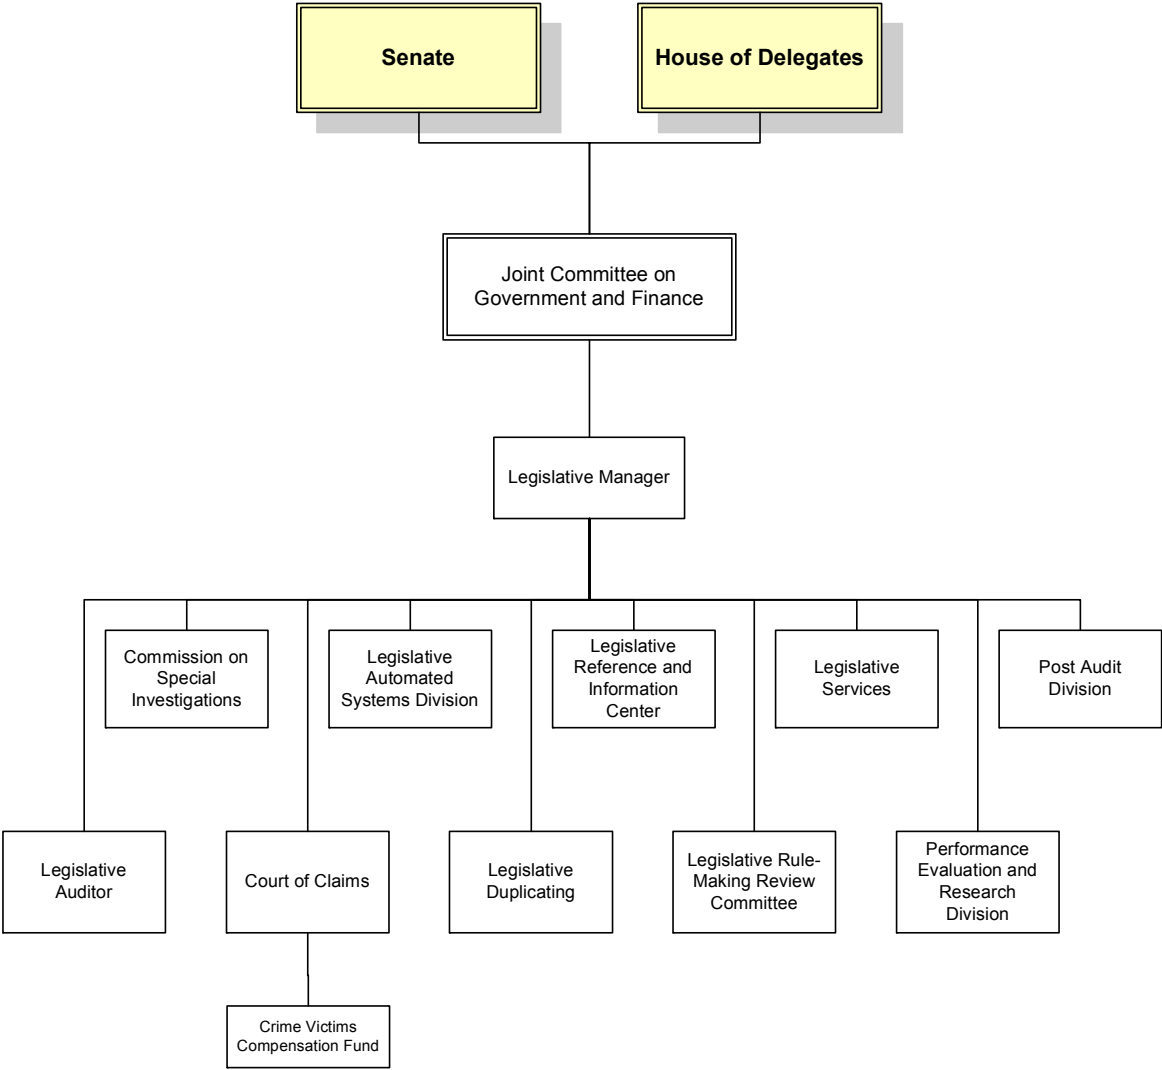 Senate
House of Delegates
Joint Committee on
Government and Finance
Legislative Manager
Commission on
Special
Investigations
Legislative
Automated
Systems Division
Legislative
Reference and
Information
Center
Legislative
Services
Post Audit
Division
Legislative
Auditor
Court of Claims
Legislative
Duplicating
Legislative Rule-
Making Review
Committee
Performance
Evaluation and
Research
Division
Crime Victims
Compensation Fund